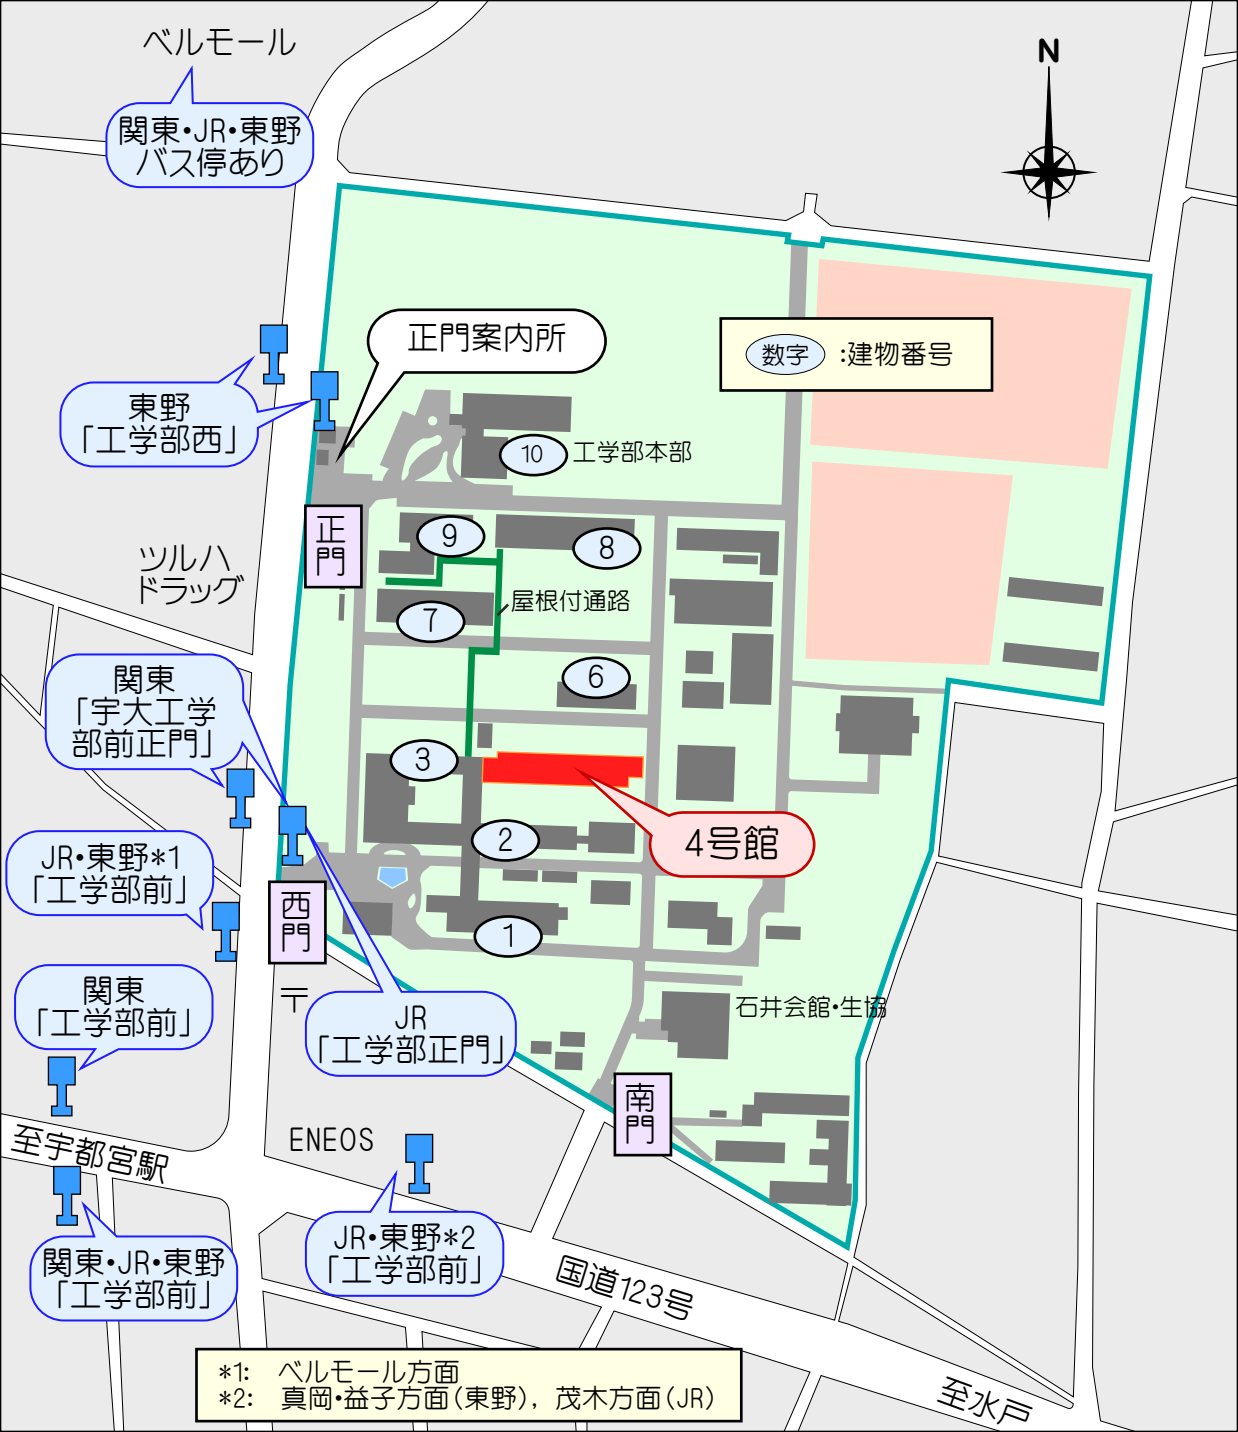 ベルモール
関東・JR・東野
バス停あり
N
正門案内所
数字 :建物番号
東野
「工学部西」
10 工学部本部
正門
9
8
ツルハ
ドラッグ
屋根付通路
7
6
関東
「宇大工学
部前正門」
3
4号館
2
JR・東野*1
「工学部前」
西門
1
関東
「工学部前」
〒
石井会館・生協
JR
「工学部正門」
南門
ENEOS
至宇都宮駅
JR・東野*2
「工学部前」
関東・JR・東野
「工学部前」
国道123号
*1: ベルモール方面
*2: 真岡・益子方面(東野), 茂木方面(JR)
至水戸